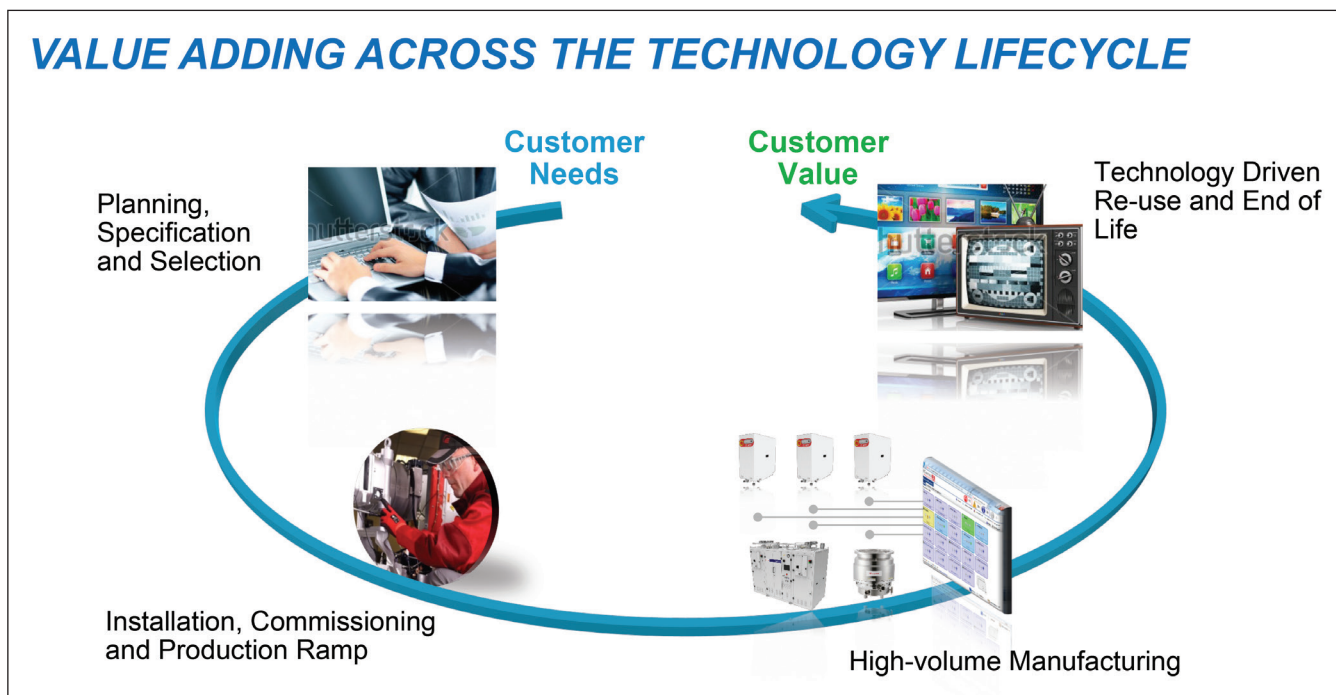 VALUE ADDING ACROSS THE TECHNOLOGY LIFECYCLE
Customer
Needs
Customer
Value
Planning,
Specification
and Selection
Technology Driven
Re-use and End of
Life
Installation, Commissioning
and Production Ramp
High-volume Manufacturing